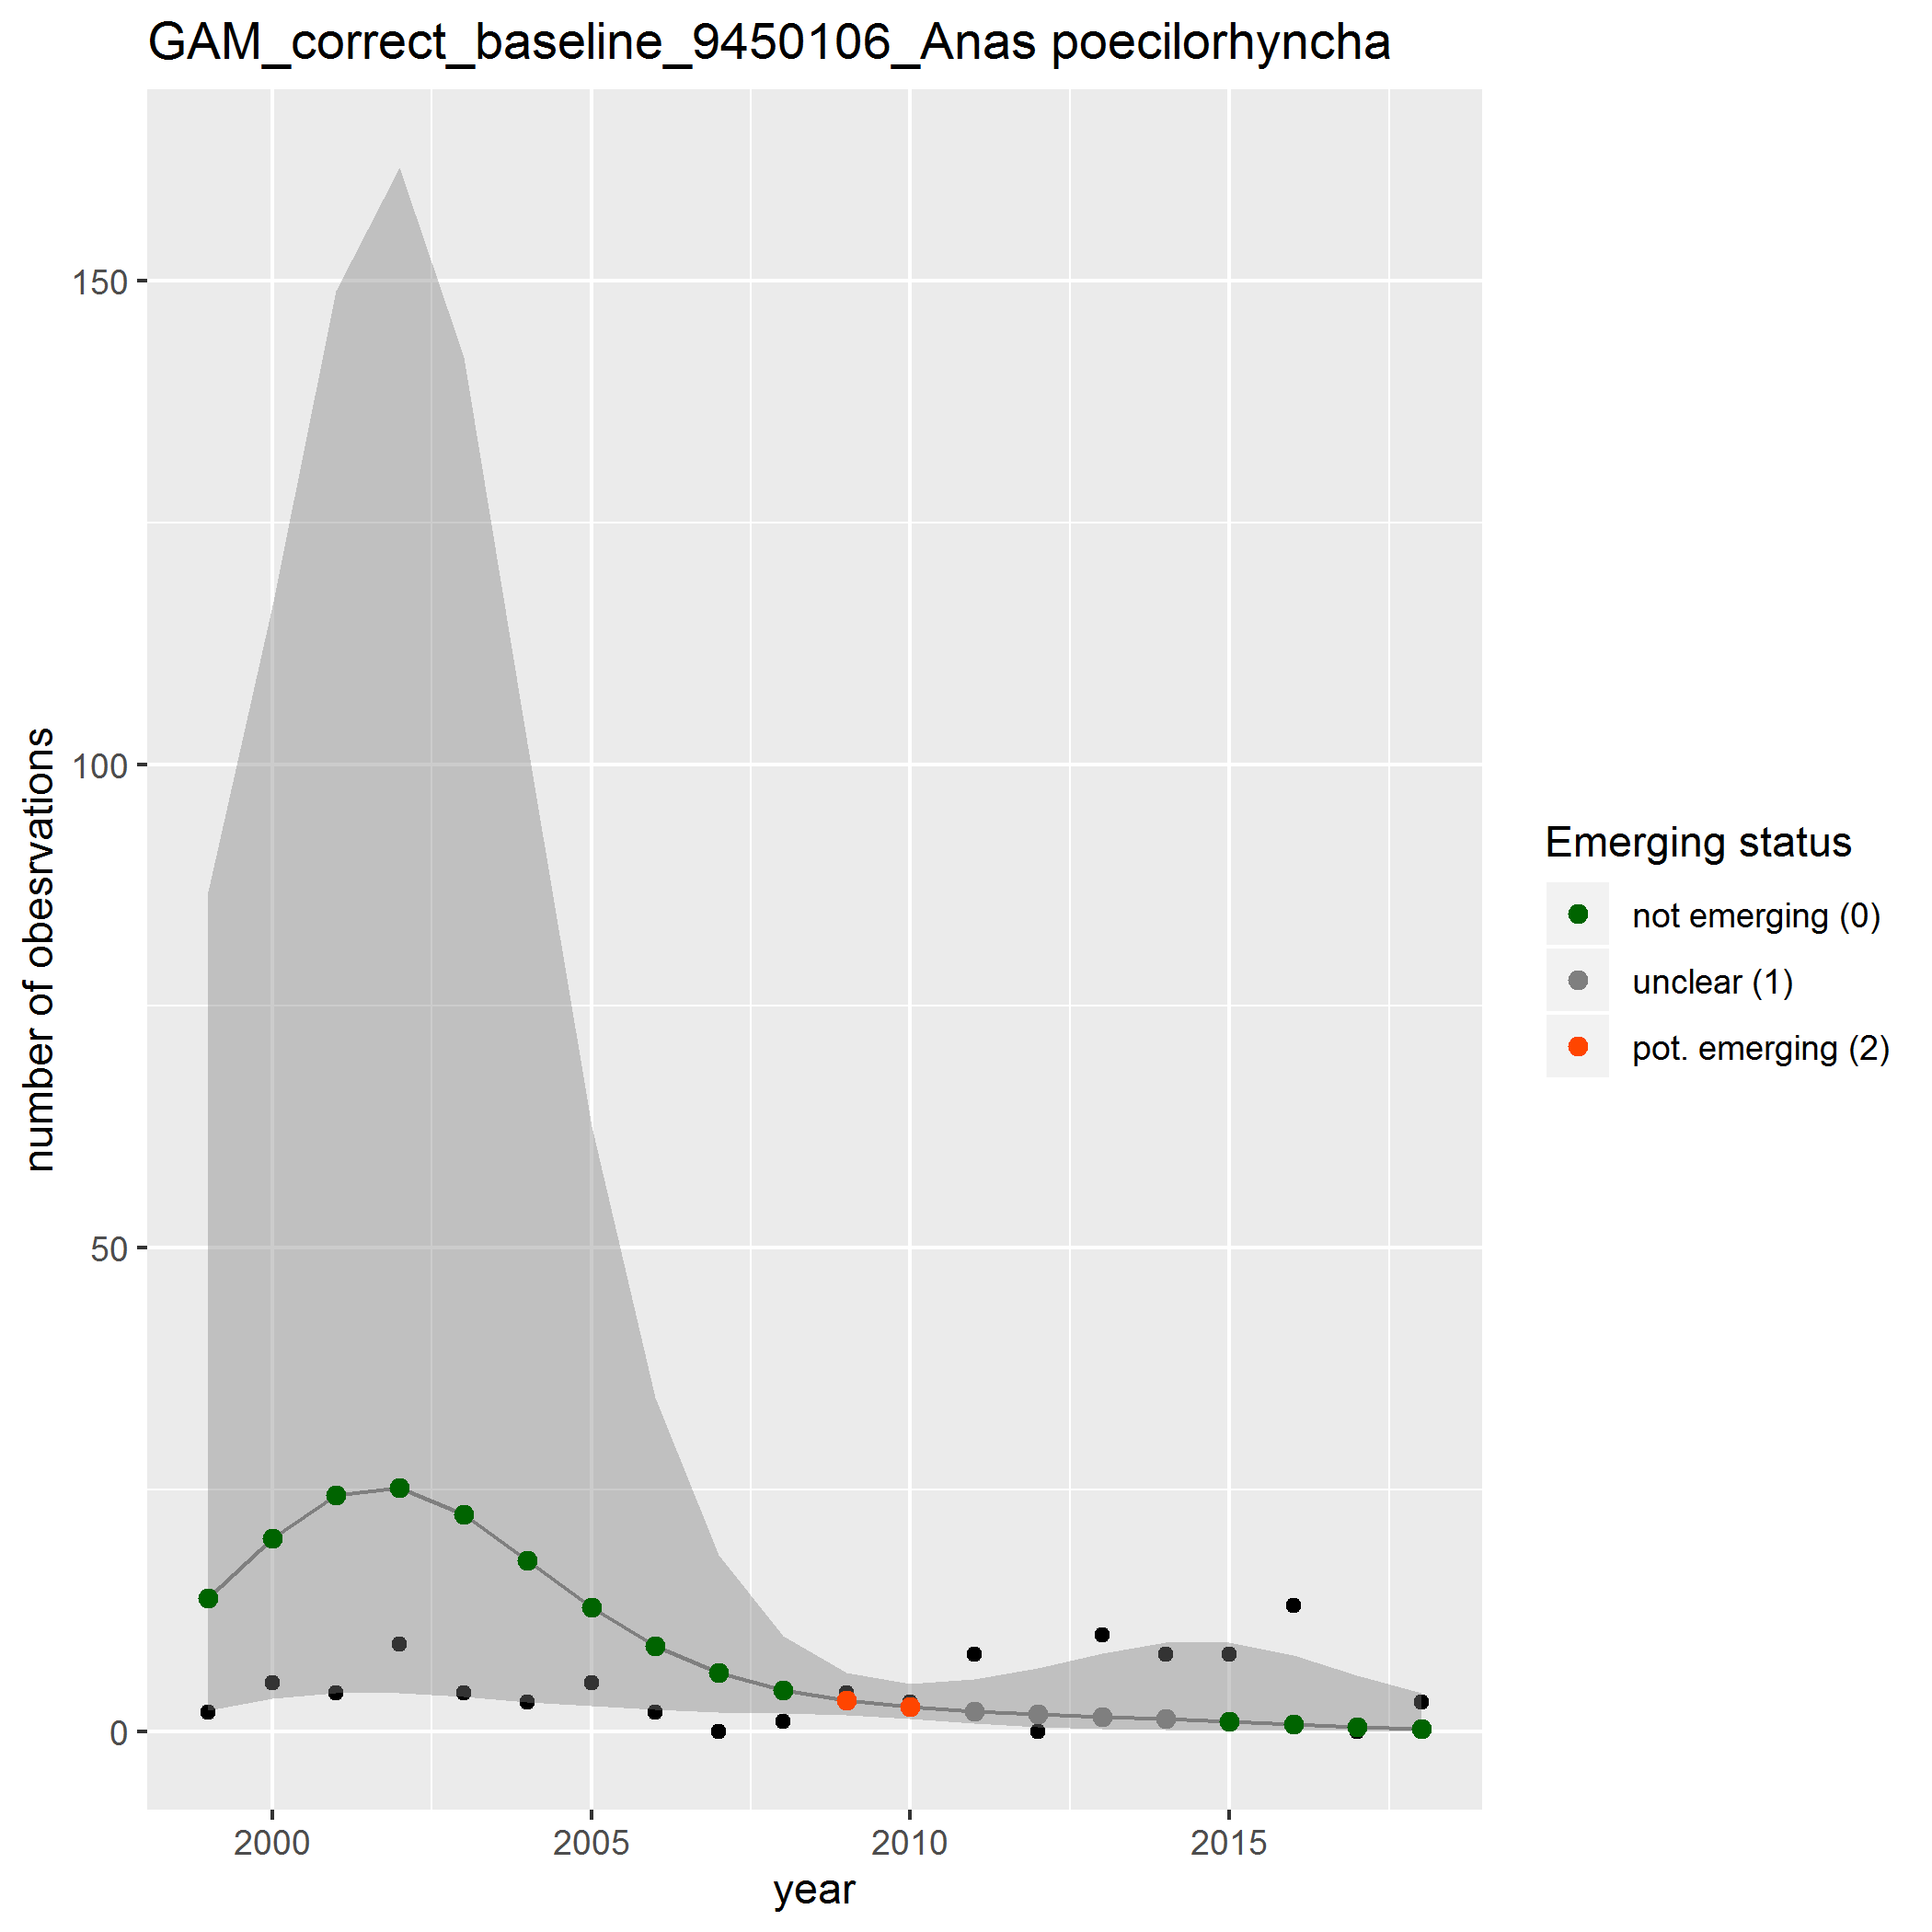 GAM_correct_baseline_9450106_Anas poecilorhyncha
number of obesrvations
150
100
50
0
2000
2005
2010
2015
year
Emerging status
not emerging (0)
unclear (1)
pot. emerging (2)